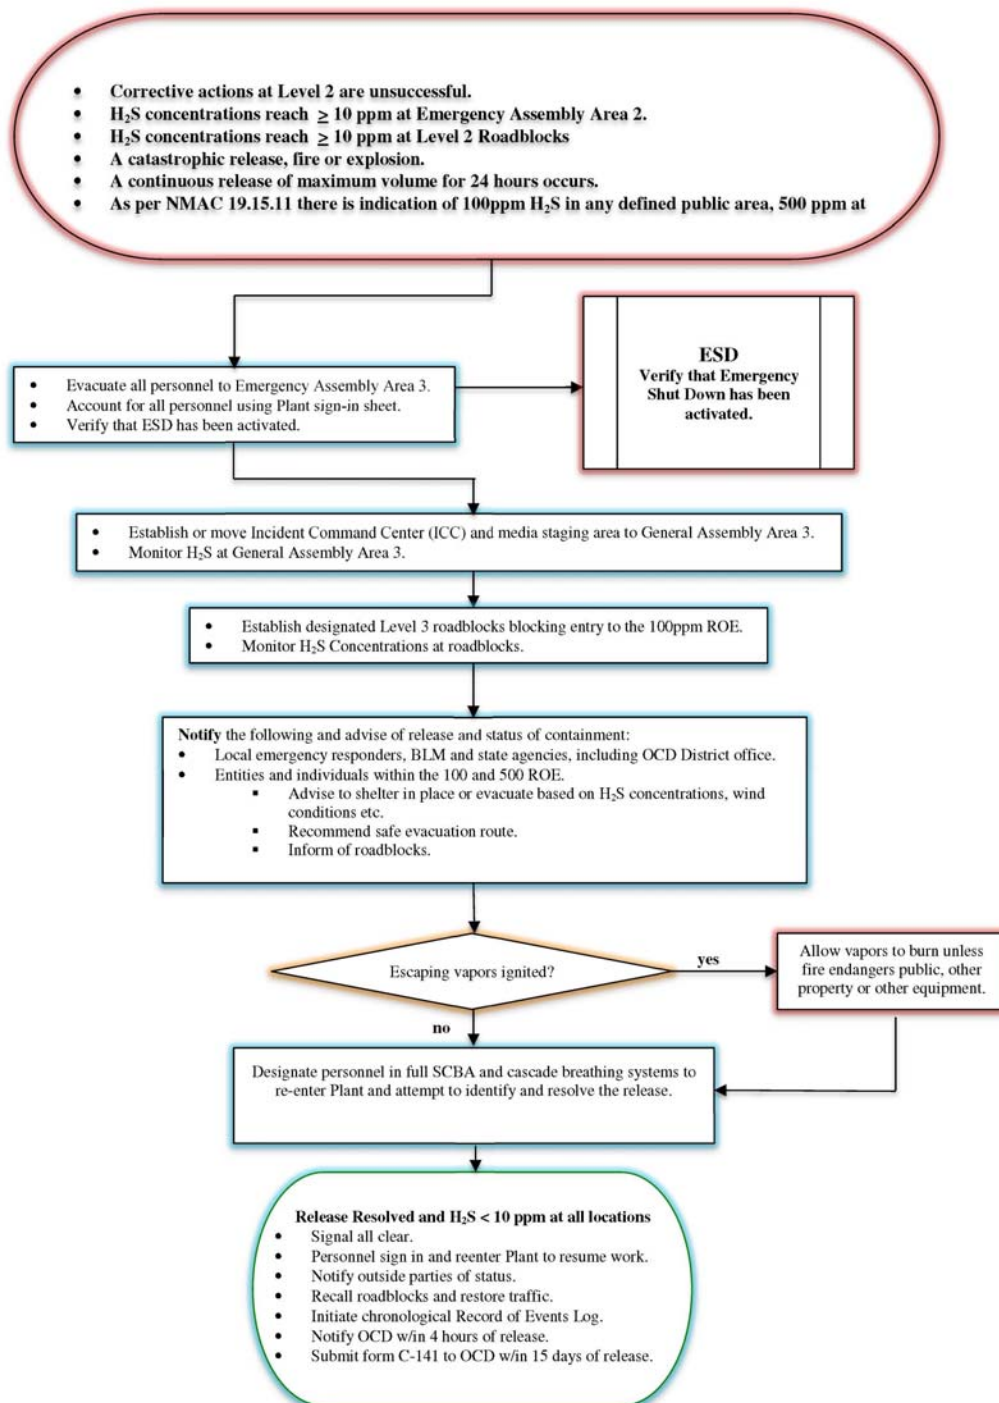 • Corrective actions at Level 2 are unsuccessful.
• H₂S concentrations reach ≥ 10 ppm at Emergency Assembly Area 2.
• H₂S concentrations reach ≥ 10 ppm at Level 2 Roadblocks
• A catastrophic release, fire or explosion.
• A continuous release of maximum volume for 24 hours occurs.
• As per NMAC 19.15.11 there is indication of 100ppm H₂S in any defined public area, 500 ppm at
• Evacuate all personnel to Emergency Assembly Area 3.
• Account for all personnel using Plant sign-in sheet.
• Verify that ESD has been activated.
ESD
Verify that Emergency
Shut Down has been
activated.
• Establish or move Incident Command Center (ICC) and media staging area to General Assembly Area 3.
• Monitor H₂S at General Assembly Area 3.
• Establish designated Level 3 roadblocks blocking entry to the 100ppm ROE.
• Monitor H₂S Concentrations at roadblocks.
Notify the following and advise of release and status of containment:
• Local emergency responders, BLM and state agencies, including OCD District office.
• Entities and individuals within the 100 and 500 ROE.
▪ Advise to shelter in place or evacuate based on H₂S concentrations, wind
conditions etc.
▪ Recommend safe evacuation route.
▪ Inform of roadblocks.
Escaping vapors ignited?
yes
Allow vapors to burn unless
fire endangers public, other
property or other equipment.
no
Designate personnel in full SCBA and cascade breathing systems to
re-enter Plant and attempt to identify and resolve the release.
Release Resolved and H₂S < 10 ppm at all locations
• Signal all clear.
• Personnel sign in and reenter Plant to resume work.
• Notify outside parties of status.
• Recall roadblocks and restore traffic.
• Initiate chronological Record of Events Log.
• Notify OCD w/in 4 hours of release.
• Submit form C-141 to OCD w/in 15 days of release.